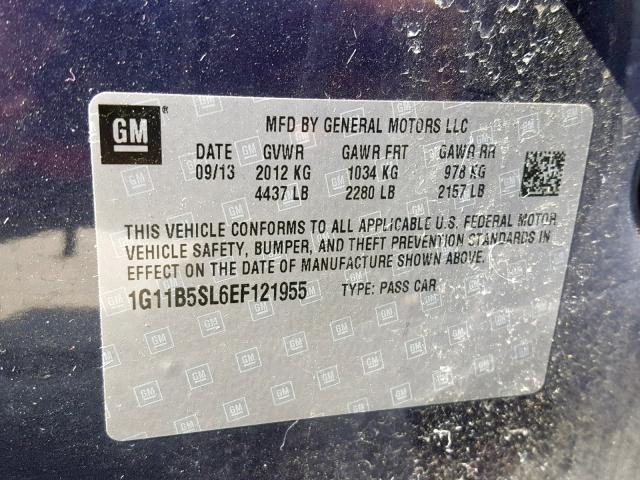 GM ®
MFD BY GENERAL MOTORS LLC
DATE GVWR GAWR FRT GAWR RR
09/13 2012 KG 1034 KG 978 KG
4437 LB 2280 LB 2157 LB
THIS VEHICLE CONFORMS TO ALL APPLICABLE U.S. FEDERAL MOTOR
VEHICLE SAFETY, BUMPER, AND THEFT PREVENTION STANDARDS IN
EFFECT ON THE DATE OF MANUFACTURE SHOWN ABOVE.
1G11B5SL6EF121955 TYPE: PASS CAR